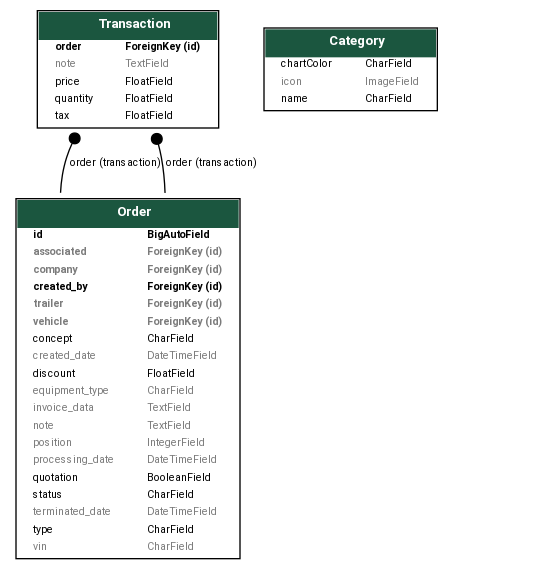 Transaction
order ForeignKey (id)
note TextField
price FloatField
quantity FloatField
tax FloatField
Category
chartColor CharField
icon ImageField
name CharField
order (transaction) order (transaction)
Order
id BigAutoField
associated ForeignKey (id)
company ForeignKey (id)
created_by ForeignKey (id)
trailer ForeignKey (id)
vehicle ForeignKey (id)
concept CharField
created_date DateTimeField
discount FloatField
equipment_type CharField
invoice_data TextField
note TextField
position IntegerField
processing_date DateTimeField
quotation BooleanField
status CharField
terminated_date DateTimeField
type CharField
vin CharField